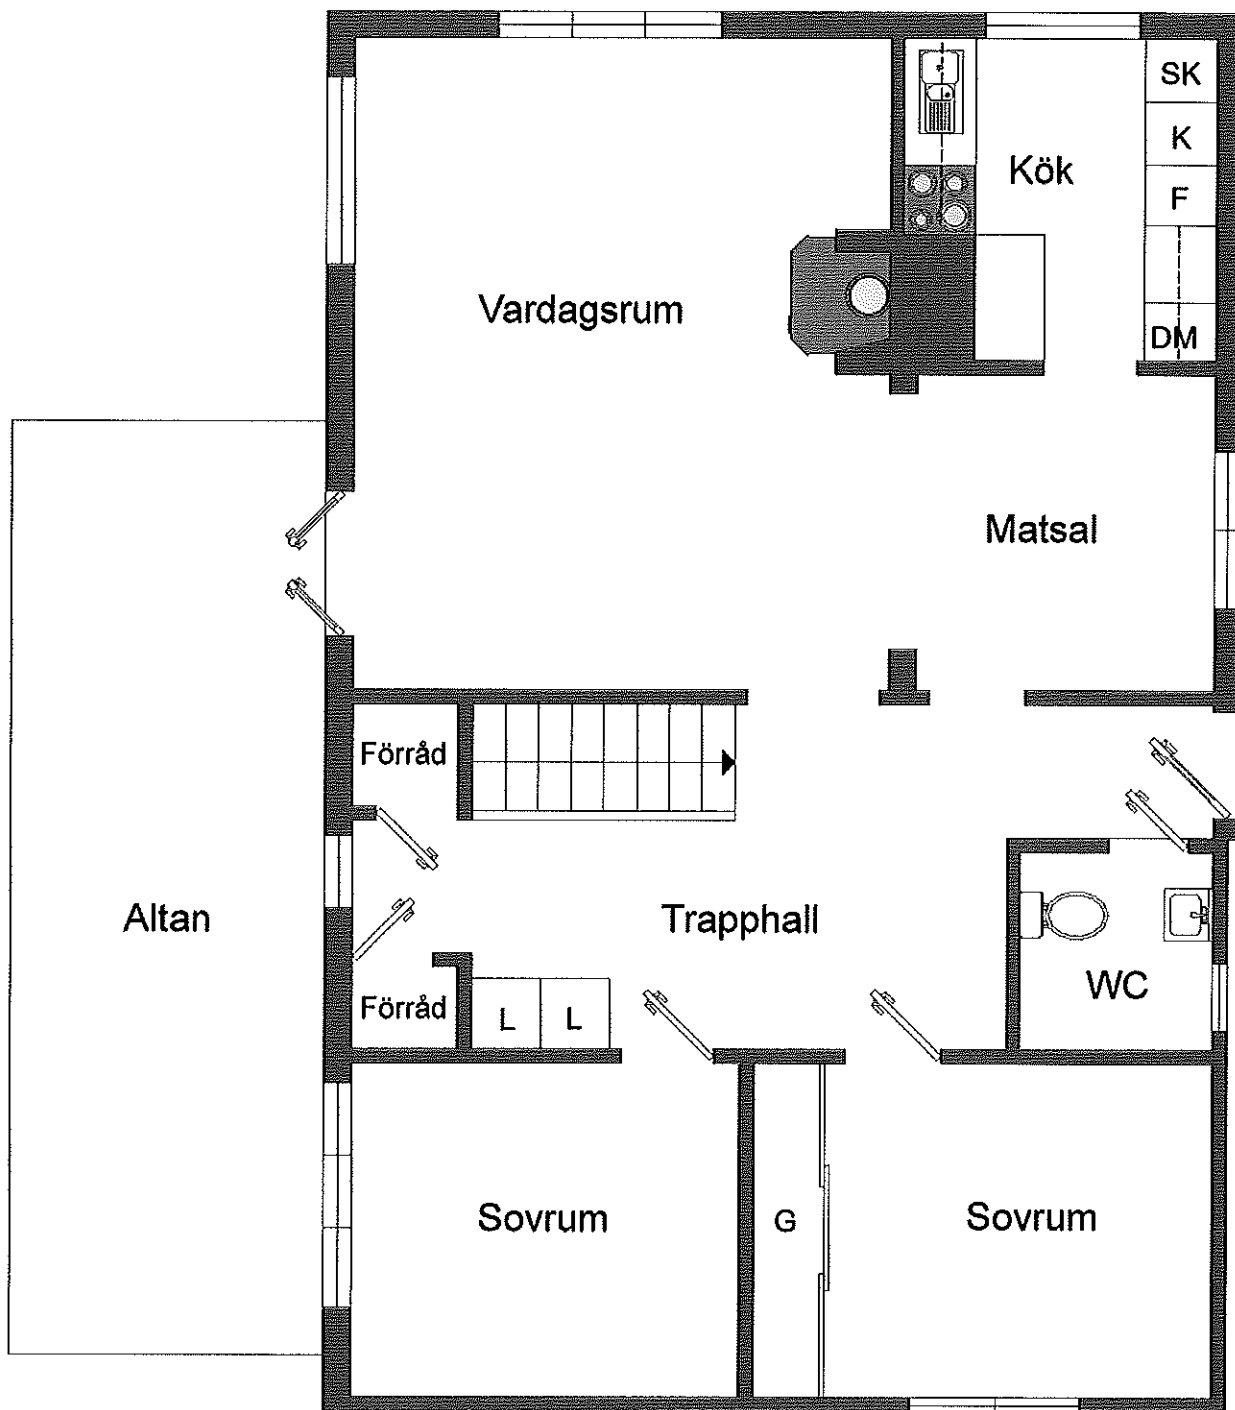 SK
K
Kök
F
Vardagsrum
DM
Matsal
Förråd
Altan
Trapphall
WC
Förråd
L
L
Sovrum
G
Sovrum